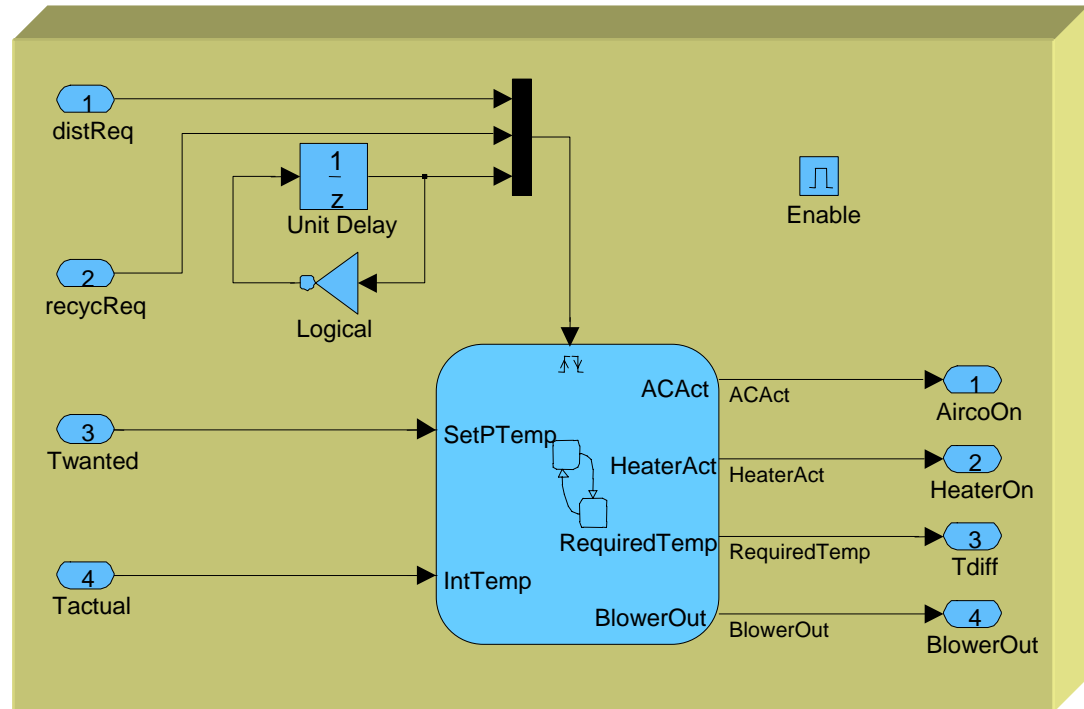 1
distReq
1
z
Unit Delay
Enable
2
recycReq
Logical
ACAct
ACAct
1
AircoOn
3
Twanted
SetPTemp
HeaterAct
HeaterAct
2
HeaterOn
RequiredTemp
RequiredTemp
3
Tdiff
4
Tactual
IntTemp
BlowerOut
BlowerOut
4
BlowerOut